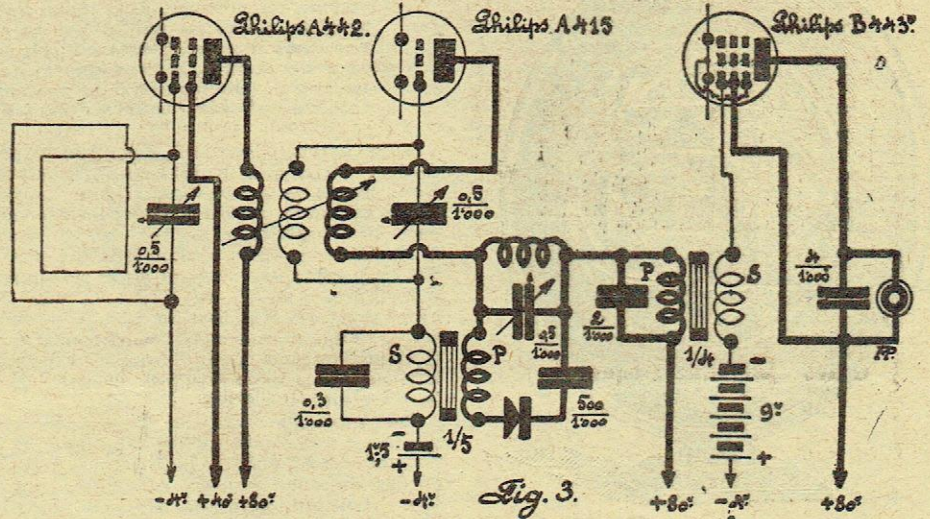 Philips A442.
Philips A415
Philips B443.
0,5/1000
0,5/1000
0,5/1000
2/1000
P
S
4/1000
S
P
1/4
PP.
0,3/1000
1/5
500/1000
-
1ᵛ,5
+
-
9ᵛ
+
-4ᵛ +40ᵛ +80ᵛ
-4ᵛ
Fig. 3.
+80ᵛ
-4ᵛ
+80ᵛ